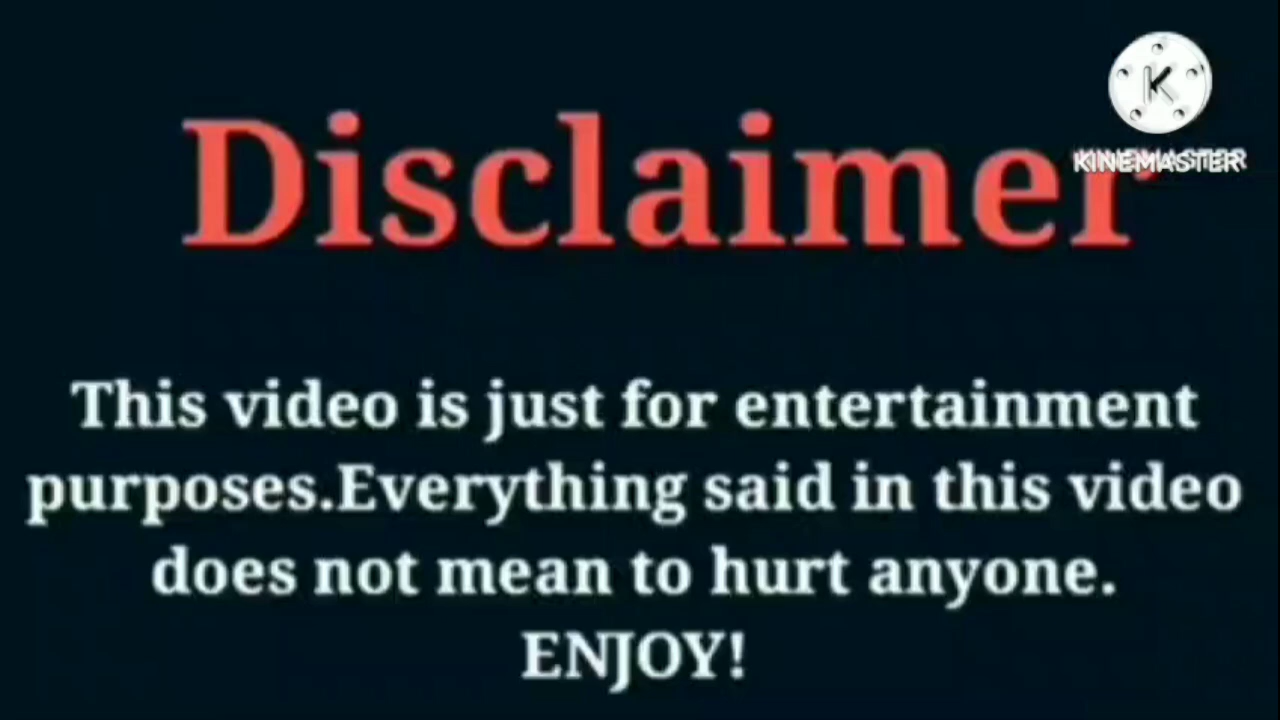 K
KINEMASTER
Disclaimer
This video is just for entertainment
purposes.Everything said in this video
does not mean to hurt anyone.
ENJOY!